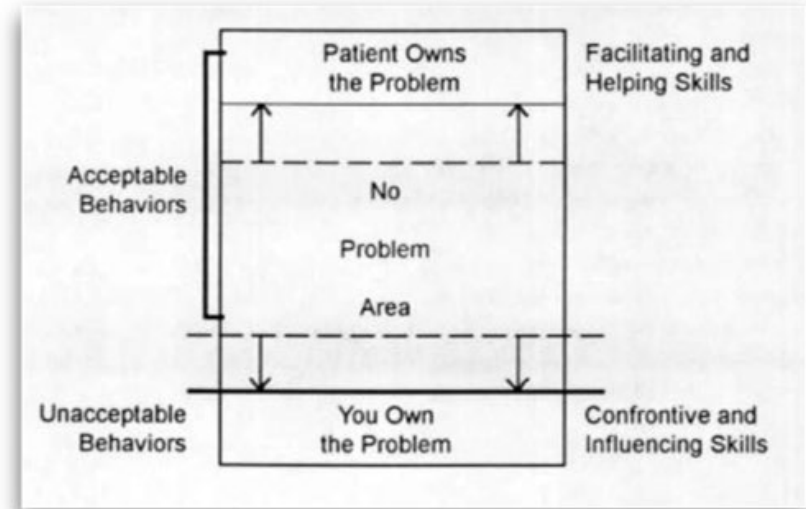 Patient Owns
the Problem
Facilitating and
Helping Skills
Acceptable
Behaviors
No
Problem
Area
Unacceptable
Behaviors
You Own
the Problem
Confrontive and
Influencing Skills